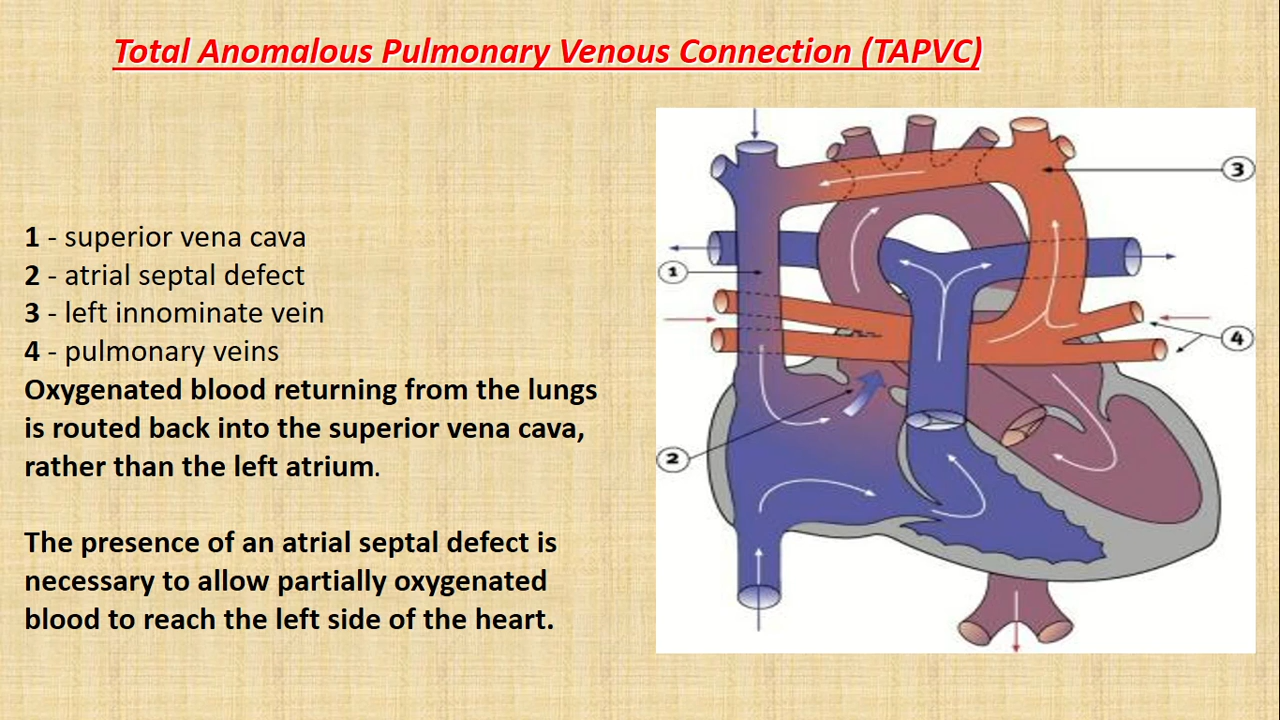 Total Anomalous Pulmonary Venous Connection (TAPVC)
1 - superior vena cava
2 - atrial septal defect
3 - left innominate vein
4 - pulmonary veins
Oxygenated blood returning from the lungs
is routed back into the superior vena cava,
rather than the left atrium.
The presence of an atrial septal defect is
necessary to allow partially oxygenated
blood to reach the left side of the heart.
3
1
4
2